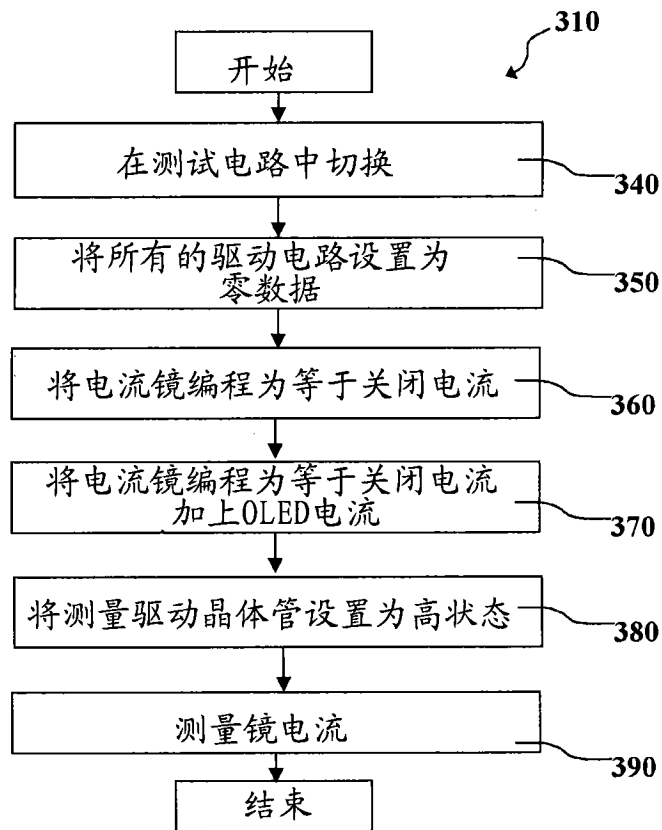 310
开始
在测试电路中切换
340
将所有的驱动电路设置为
零数据
350
将电流镜编程为等于关闭电流
360
将电流镜编程为等于关闭电流
加上OLED电流
370
将测量驱动晶体管设置为高状态
380
测量镜电流
390
结束